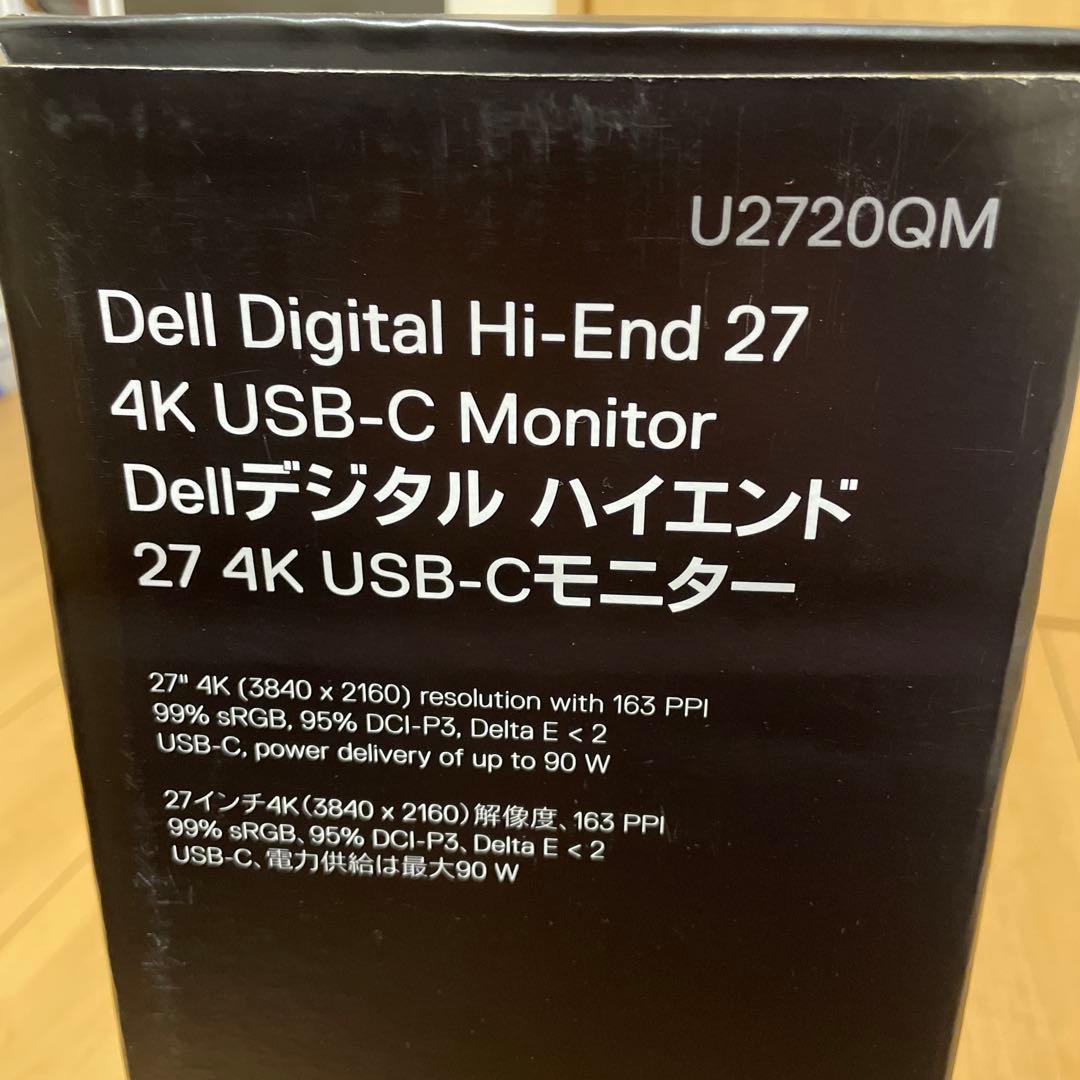 U2720QM
Dell Digital Hi-End 27
4K USB-C Monitor
Dellデジタル ハイエンド
27 4K USB-Cモニター
27" 4K (3840 x 2160) resolution with 163 PPI
99% sRGB, 95% DCI-P3, Delta E < 2
USB-C, power delivery of up to 90 W
27インチ4K(3840 x 2160)解像度、163 PPI
99% sRGB、95% DCI-P3、Delta E < 2
USB-C、電力供給は最大90 W